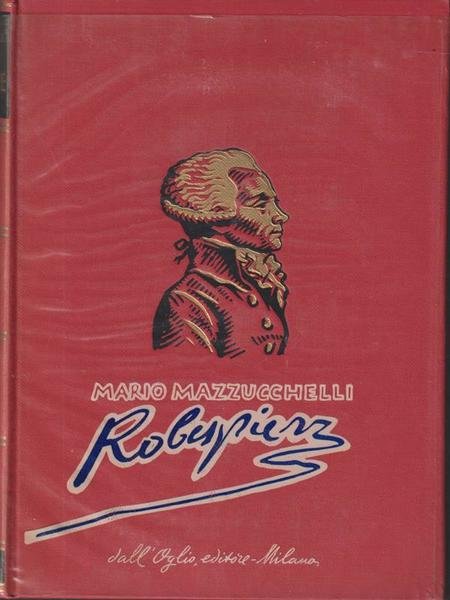 MARIO MAZZUCCHELLI
Robespierre
dall'Oglio, editore - Milano